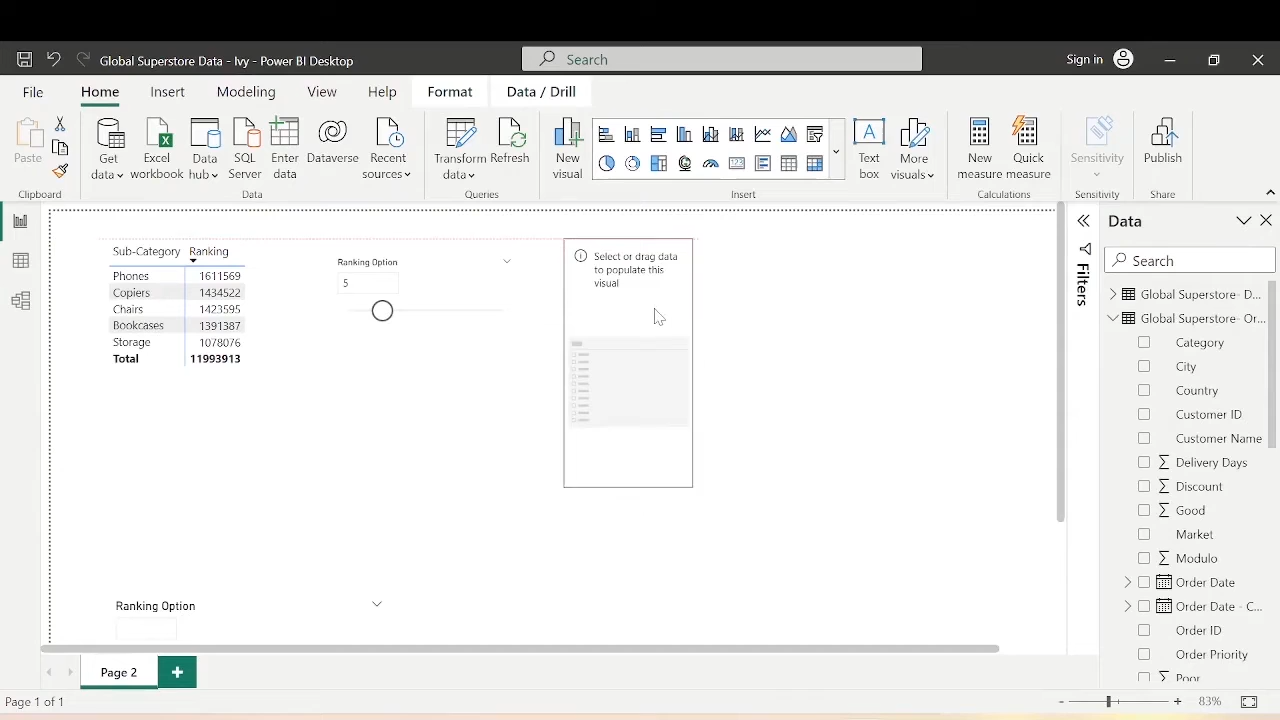 Global Superstore Data - Ivy - Power BI Desktop
Search
Sign in
File
Home
Insert
Modeling
View
Help
Format
Data / Drill
Paste
Get data
Excel workbook
Data hub
SQL Server
Enter data
Dataverse
Recent sources
Transform data
Refresh
New visual
Text box
More visuals
New measure
Quick measure
Sensitivity
Publish
Clipboard
Data
Queries
Insert
Calculations
Sensitivity
Share
Sub-Category Ranking
Phones 1611569
Copiers 1434522
Chairs 1423595
Bookcases 1391387
Storage 1078076
Total 11993913
Ranking Option
5
Select or drag data
to populate this
visual
Ranking Option
Filters
Data
Search
Global Superstore- D...
Global Superstore- Or...
Category
City
Country
Customer ID
Customer Name
Delivery Days
Discount
Good
Market
Modulo
Order Date
Order Date - C...
Order ID
Order Priority
Poor
Page 2
Page 1 of 1
83%